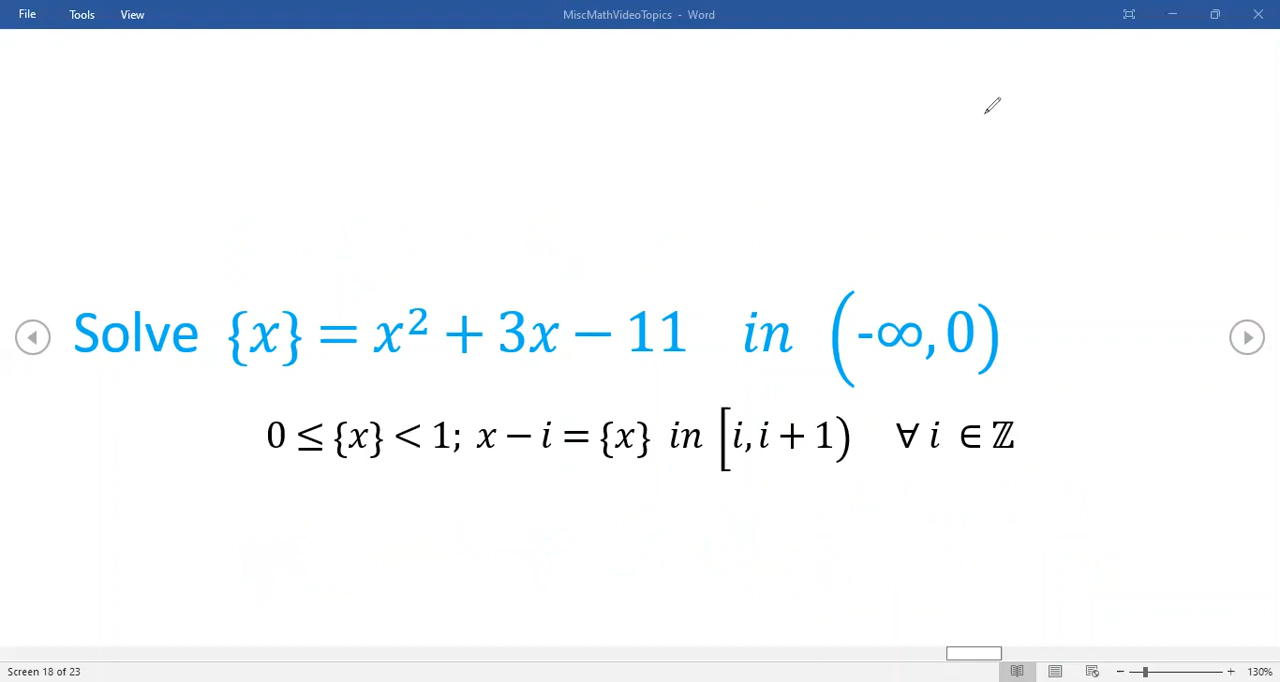 File Tools View MiscMathVideoTopics - Word
Solve {x} = x² + 3x − 11 in (-∞, 0)
0 ≤ {x} < 1; x − i = {x} in [i, i + 1) ∀ i ∈ ℤ
Screen 18 of 23 130%